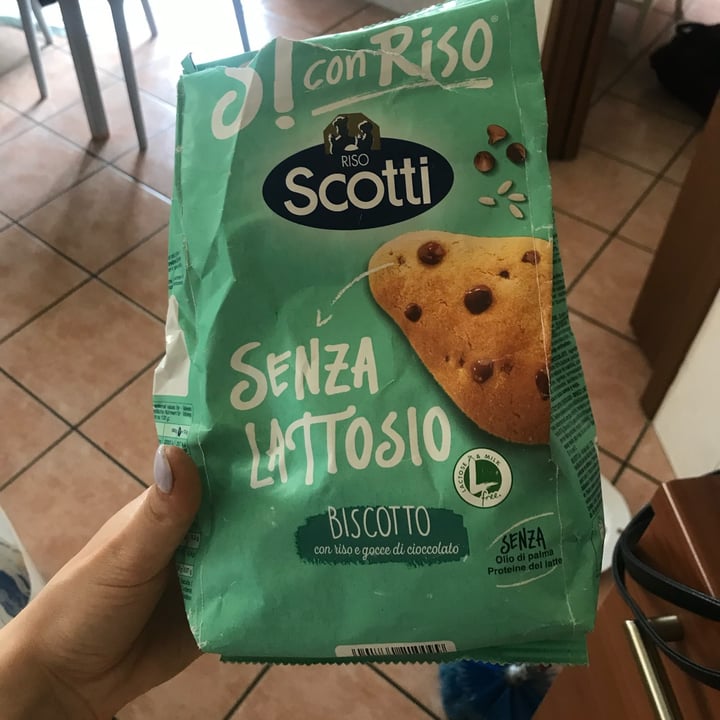 Sì con Riso®
RISO
Scotti
SENZA
LATTOSIO
LACTOSE & MILK
free
BISCOTTO
con riso e gocce di cioccolato
SENZA
Olio di palma
Proteine del latte